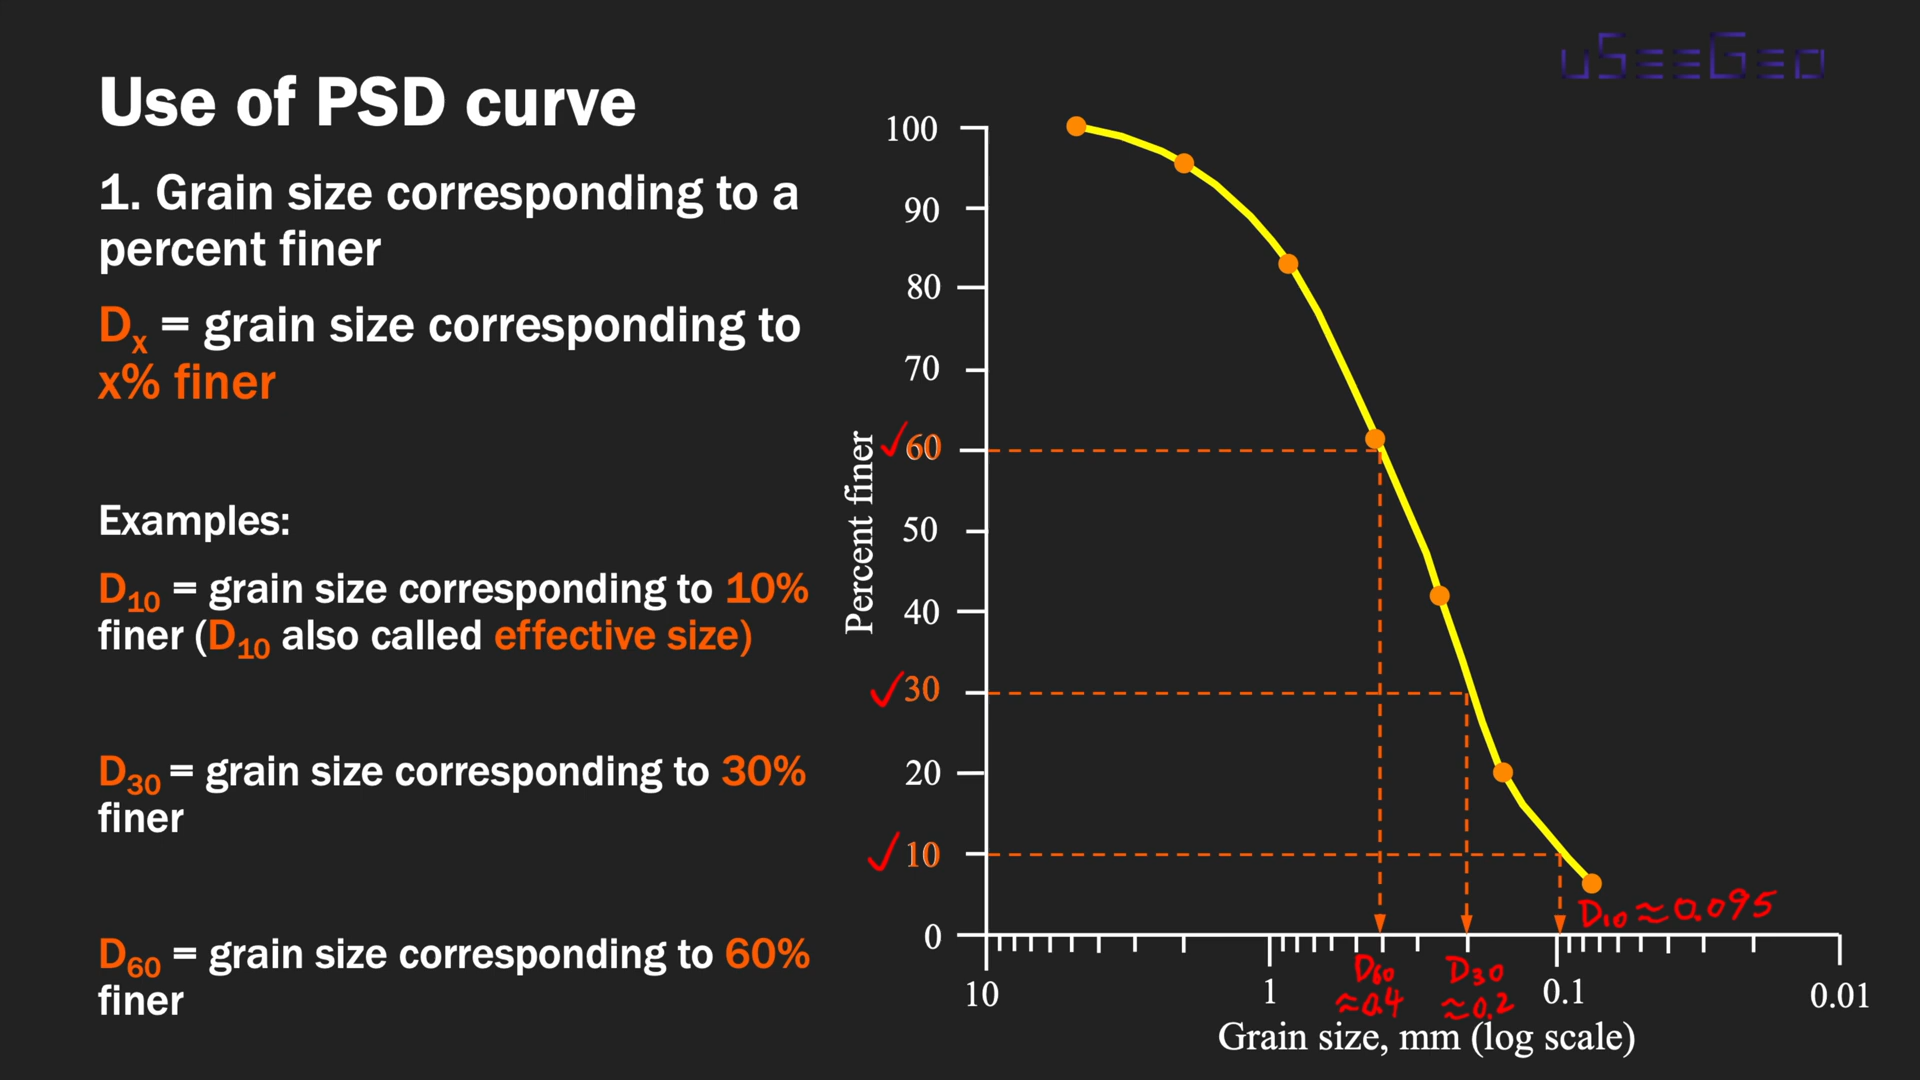 uSeeGeo
Use of PSD curve
1. Grain size corresponding to a
percent finer
Dx = grain size corresponding to
x% finer
Examples:
D10 = grain size corresponding to 10%
finer (D10 also called effective size)
D30 = grain size corresponding to 30%
finer
D60 = grain size corresponding to 60%
finer
Percent finer
100
90
80
70
60
50
40
30
20
10
0
D10 ≈ 0.095
D60
≈ 0.4
D30
≈ 0.2
10 1 0.1 0.01
Grain size, mm (log scale)